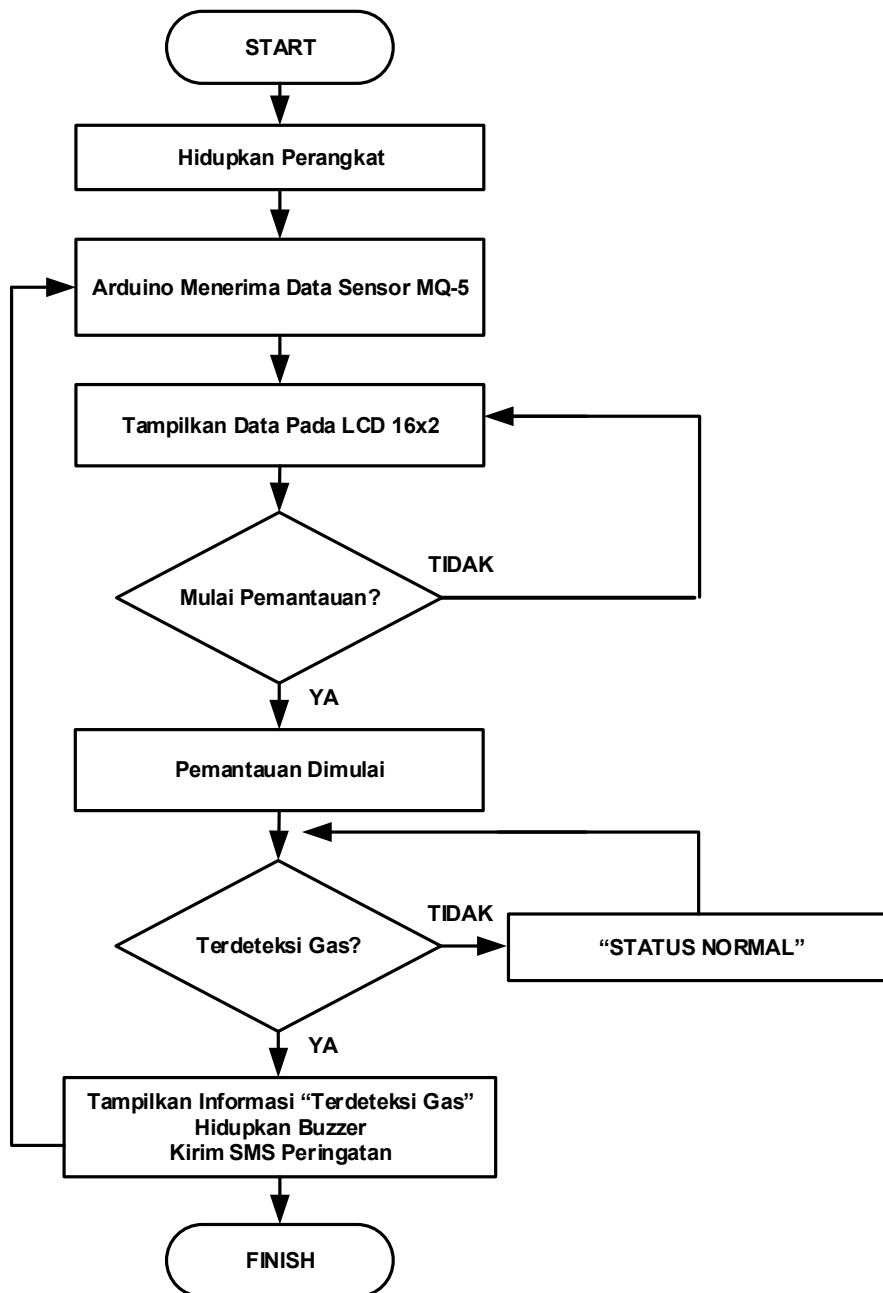 START
Hidupkan Perangkat
Arduino Menerima Data Sensor MQ-5
Tampilkan Data Pada LCD 16x2
TIDAK
Mulai Pemantauan?
YA
Pemantauan Dimulai
TIDAK
Terdeteksi Gas?
“STATUS NORMAL”
YA
Tampilkan Informasi “Terdeteksi Gas”
Hidupkan Buzzer
Kirim SMS Peringatan
FINISH